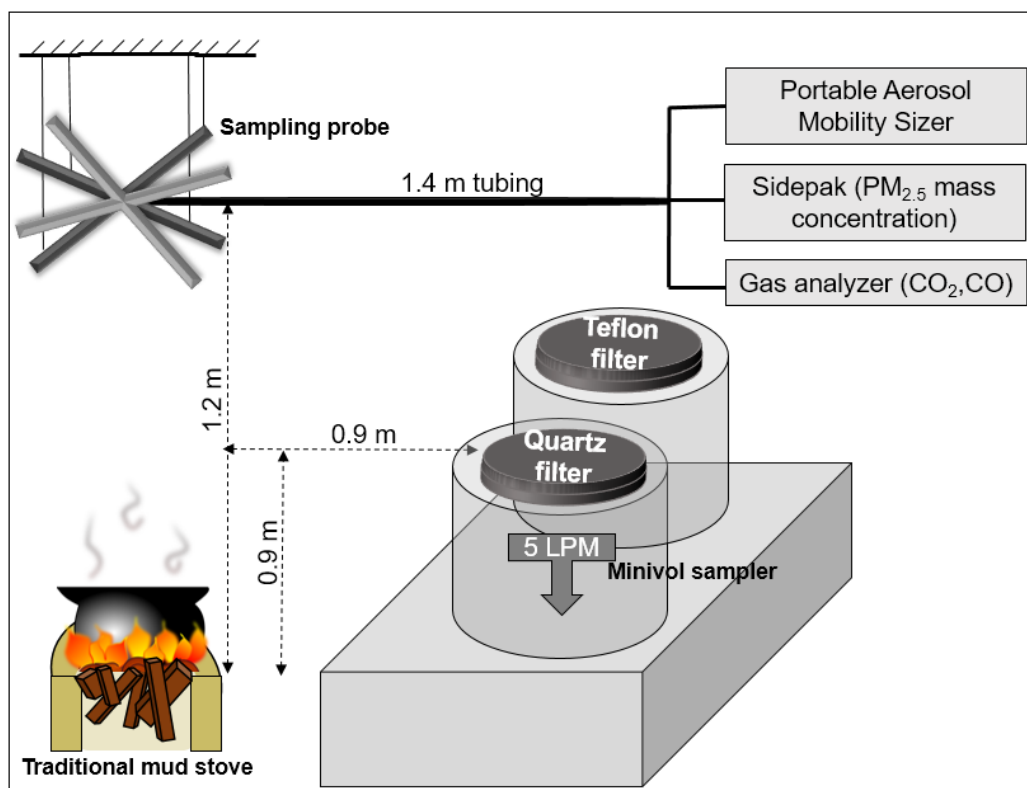 Portable Aerosol
Mobility Sizer
Sampling probe
1.4 m tubing
Sidepak (PM₂.₅ mass
concentration)
Gas analyzer (CO₂,CO)
Teflon
filter
1.2 m
0.9 m
Quartz
filter
0.9 m
5 LPM
Minivol sampler
Traditional mud stove